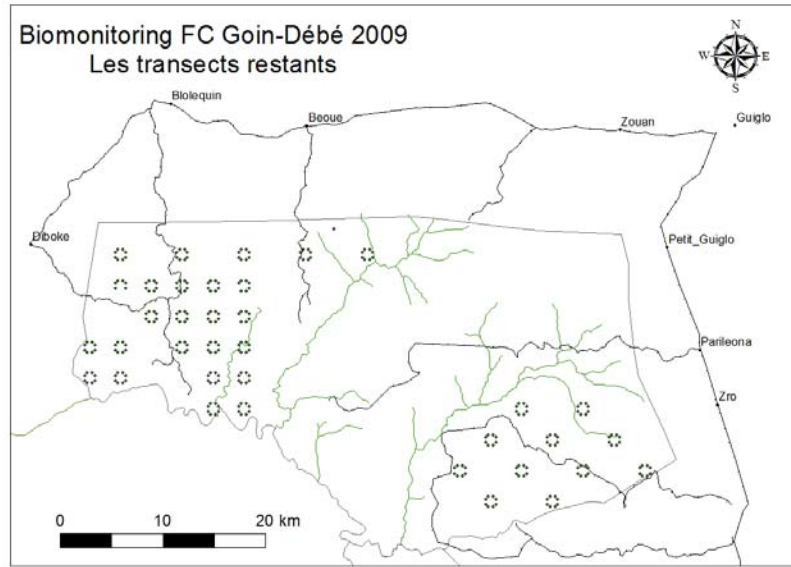 Biomonitoring FC Goin-Débé 2009
Les transects restants
N
W
E
S
Blolequin
Beoue
Zouan
Guiglo
Diboke
Petit_Guiglo
Parileona
Zro
0 10 20 km